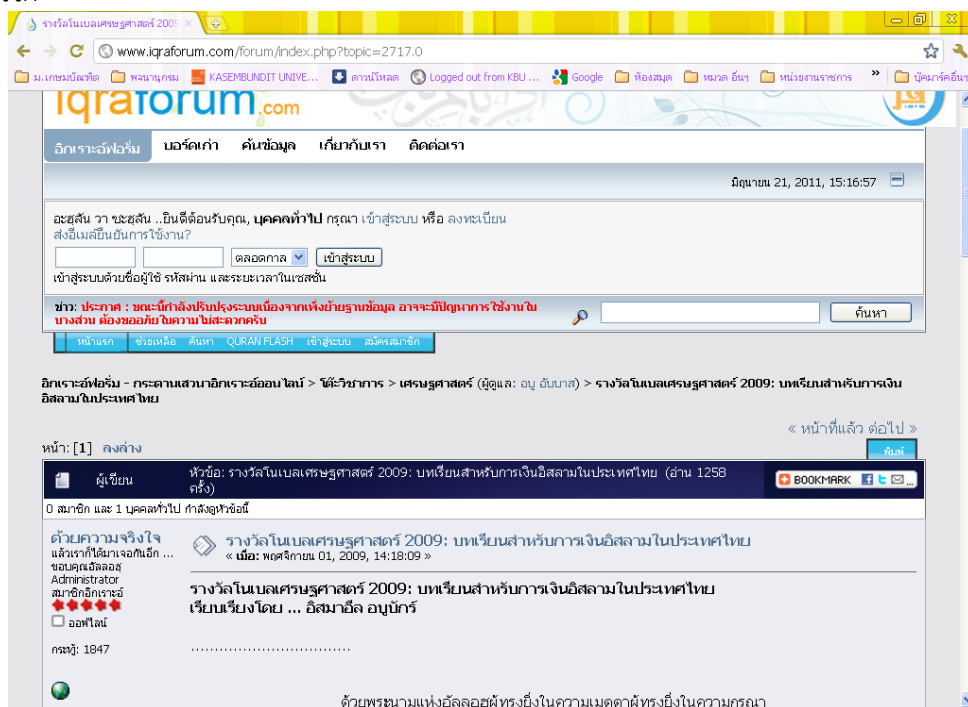 รางวัลโนเบลเศรษฐศาสตร์ 2009
www.iqraforum.com/forum/index.php?topic=2717.0
ม.เกษมบัณฑิต พจนานุกรม KASEMBUNDIT UNIVE... ดาวน์โหลด Logged out from KBU ... Google ห้องสมุด หมวด อื่นๆ หน่วยงานราชการ » บุ๊คมาร์คอื่นๆ
Iqraforum.com
อิกเราะอ์ฟอรั่ม บอร์ดเก่า ค้นข้อมูล เกี่ยวกับเรา ติดต่อเรา
มิถุนายน 21, 2011, 15:16:57
อะฮฺลัน วา ซะฮฺลัน ..ยินดีต้อนรับคุณ, บุคคลทั่วไป กรุณา เข้าสู่ระบบ หรือ ลงทะเบียน
ส่งอีเมล์ยืนยันการใช้งาน?
ตลอดกาล เข้าสู่ระบบ
เข้าสู่ระบบด้วยชื่อผู้ใช้ รหัสผ่าน และระยะเวลาในเซสชั่น
ข่าว: ประกาศ : ขณะนี้กำลังปรับปรุงระบบเนื่องจากเพิ่งย้ายฐานข้อมูล อาจจะมีปัญหาการใช้งานใน
บางส่วน ต้องขออภัยในความไม่สะดวกครับ
ค้นหา
หน้าแรก ช่วยเหลือ ค้นหา QURAN FLASH เข้าสู่ระบบ สมัครสมาชิก
อิกเราะอ์ฟอรั่ม - กระดานเสวนาอิกเราะอ์ออนไลน์ > โต๊ะวิชาการ > เศรษฐศาสตร์ (ผู้ดูแล: อบู อับบาส) > รางวัลโนเบลเศรษฐศาสตร์ 2009: บทเรียนสำหรับการเงิน
อิสลามในประเทศไทย
« หน้าที่แล้ว ต่อไป »
หน้า: [1] ลงล่าง
พิมพ์
ผู้เขียน
หัวข้อ: รางวัลโนเบลเศรษฐศาสตร์ 2009: บทเรียนสำหรับการเงินอิสลามในประเทศไทย (อ่าน 1258
ครั้ง)
BOOKMARK
0 สมาชิก และ 1 บุคคลทั่วไป กำลังดูหัวข้อนี้
ด้วยความจริงใจ
แล้วเราก็ได้มาเจอกันอีก ...
ขอบคุณอัลลอฮฺ
Administrator
สมาชิกอิกเราะอ์
ออฟไลน์
กระทู้: 1847
รางวัลโนเบลเศรษฐศาสตร์ 2009: บทเรียนสำหรับการเงินอิสลามในประเทศไทย
« เมื่อ: พฤศจิกายน 01, 2009, 14:18:09 »
รางวัลโนเบลเศรษฐศาสตร์ 2009: บทเรียนสำหรับการเงินอิสลามในประเทศไทย
เรียบเรียงโดย ... อิสมาอีล อบูบักร์
..................................
ด้วยพระนามแห่งอัลลอฮผู้ทรงยิ่งในความเมตตาผู้ทรงยิ่งในความกรุณา